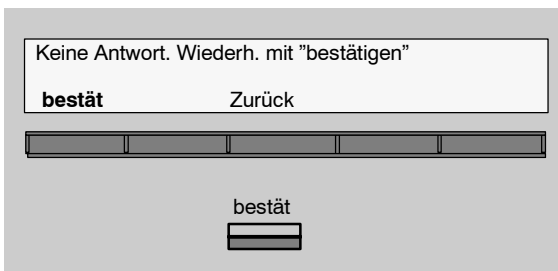 Keine Antwort. Wiederh. mit ”bestätigen”
bestät Zurück
bestät